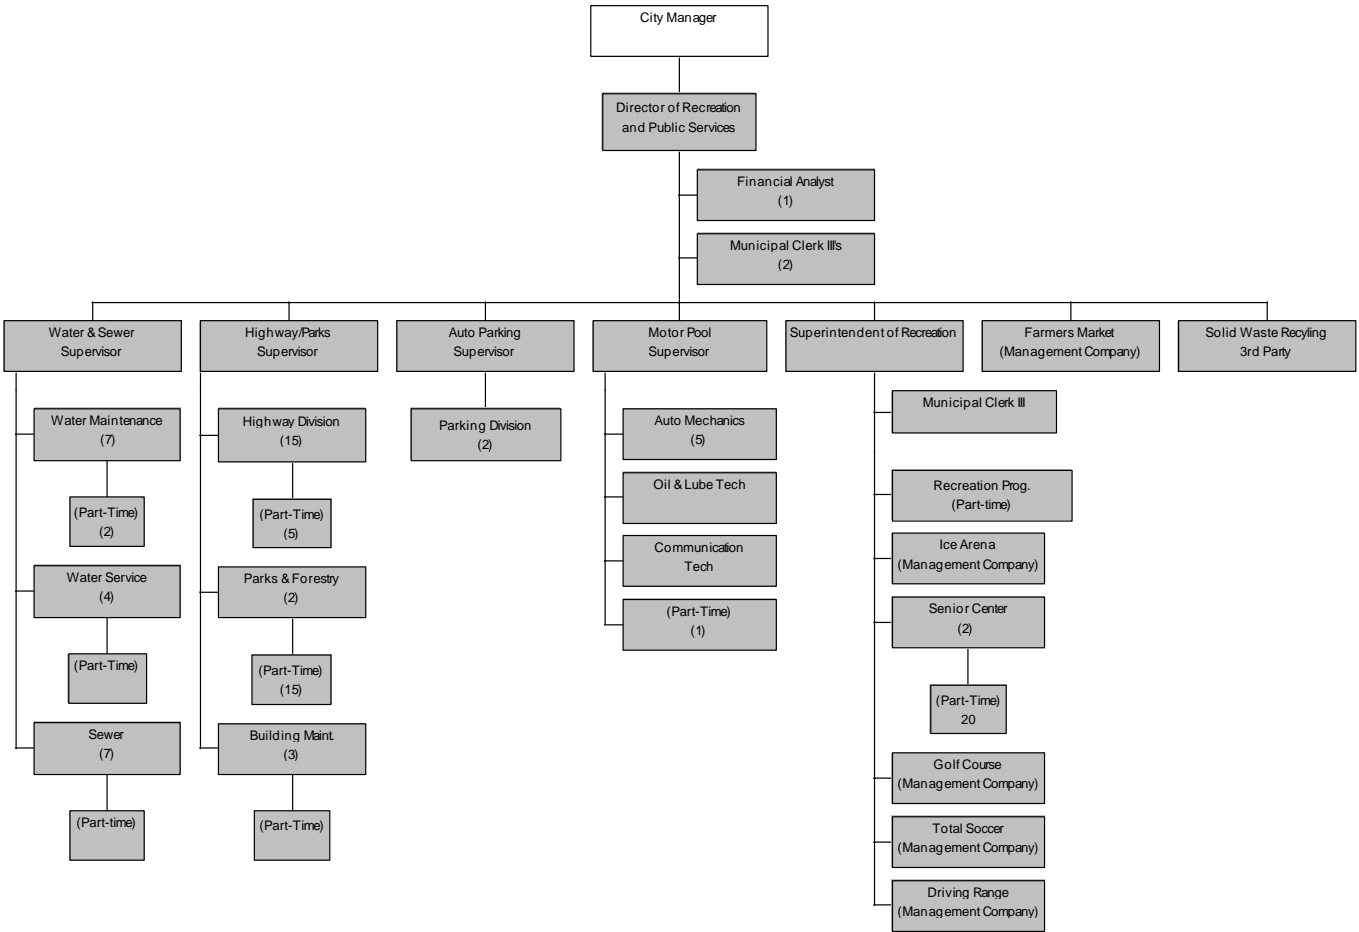 City Manager
Director of Recreation
and Public Services
Financial Analyst
(1)
Municipal Clerk III's
(2)
Water & Sewer
Supervisor
Highway/Parks
Supervisor
Auto Parking
Supervisor
Motor Pool
Supervisor
Superintendent of Recreation
Farmers Market
(Management Company)
Solid Waste Recyling
3rd Party
Water Maintenance
(7)
(Part-Time)
(2)
Water Service
(4)
(Part-Time)
Sewer
(7)
(Part-time)
Highway Division
(15)
(Part-Time)
(5)
Parks & Forestry
(2)
(Part-Time)
(15)
Building Maint.
(3)
(Part-Time)
Parking Division
(2)
Auto Mechanics
(5)
Oil & Lube Tech
Communication
Tech
(Part-Time)
(1)
Municipal Clerk III
Recreation Prog.
(Part-time)
Ice Arena
(Management Company)
Senior Center
(2)
(Part-Time)
20
Golf Course
(Management Company)
Total Soccer
(Management Company)
Driving Range
(Management Company)